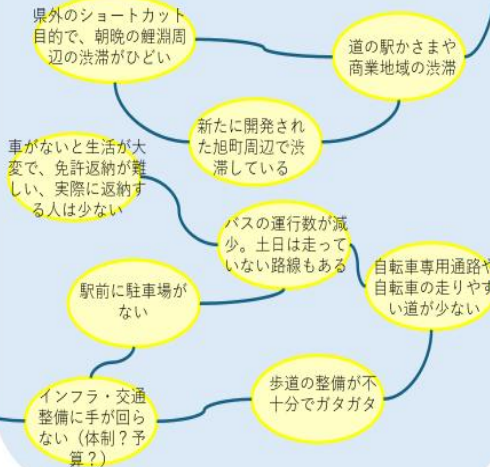 県外のショートカット
目的で、朝晩の鯉淵周
辺の渋滞がひどい
道の駅かさまや
商業地域の渋滞
新たに開発され
た旭町周辺で渋
滞している
車がないと生活が大
変で、免許返納が難
しい、実際に返納す
る人は少ない
バスの運行数が減
少。土日は走って
いない路線もある
自転車専用通路や
自転車の走りやす
い道が少ない
駅前に駐車場が
ない
歩道の整備が不
十分でガタガタ
インフラ・交通
整備に手が回ら
ない（体制？予
算？）